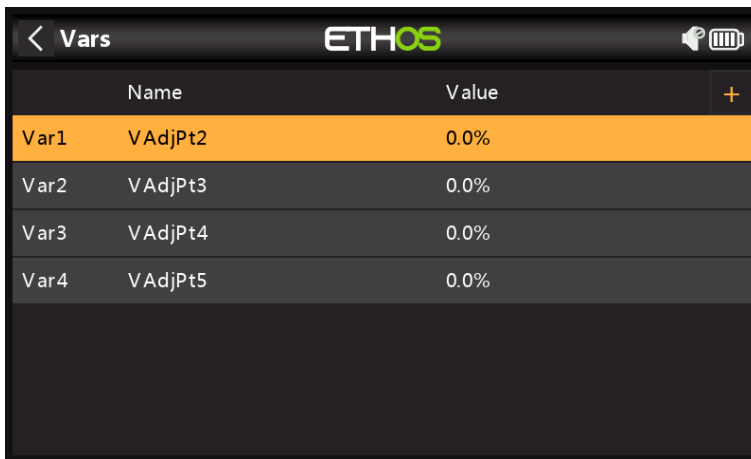 < Vars ETHOS
Name Value +
Var1 VAdjPt2 0.0%
Var2 VAdjPt3 0.0%
Var3 VAdjPt4 0.0%
Var4 VAdjPt5 0.0%